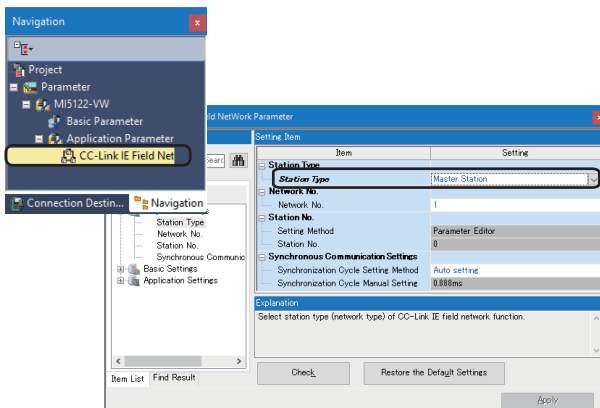 Navigation
Project
Parameter
MI5122-VW
Basic Parameter
Application Parameter
CC-Link IE Field Net
Connection Destin...
Navigation
ld NetWork Parameter
Setting Item
Item Setting
Station Type
Station Type Master Station
Network No.
Network No. 1
Station No.
Setting Method Parameter Editor
Station No. 0
Synchronous Communication Settings
Synchronization Cycle Setting Method Auto setting
Synchronization Cycle Manual Setting 0.888ms
Station Type
Network No.
Station No.
Synchronous Communic
Basic Settings
Application Settings
Item List Find Result
Explanation
Select station type (network type) of CC-Link IE field network function.
Check Restore the Default Settings
Apply